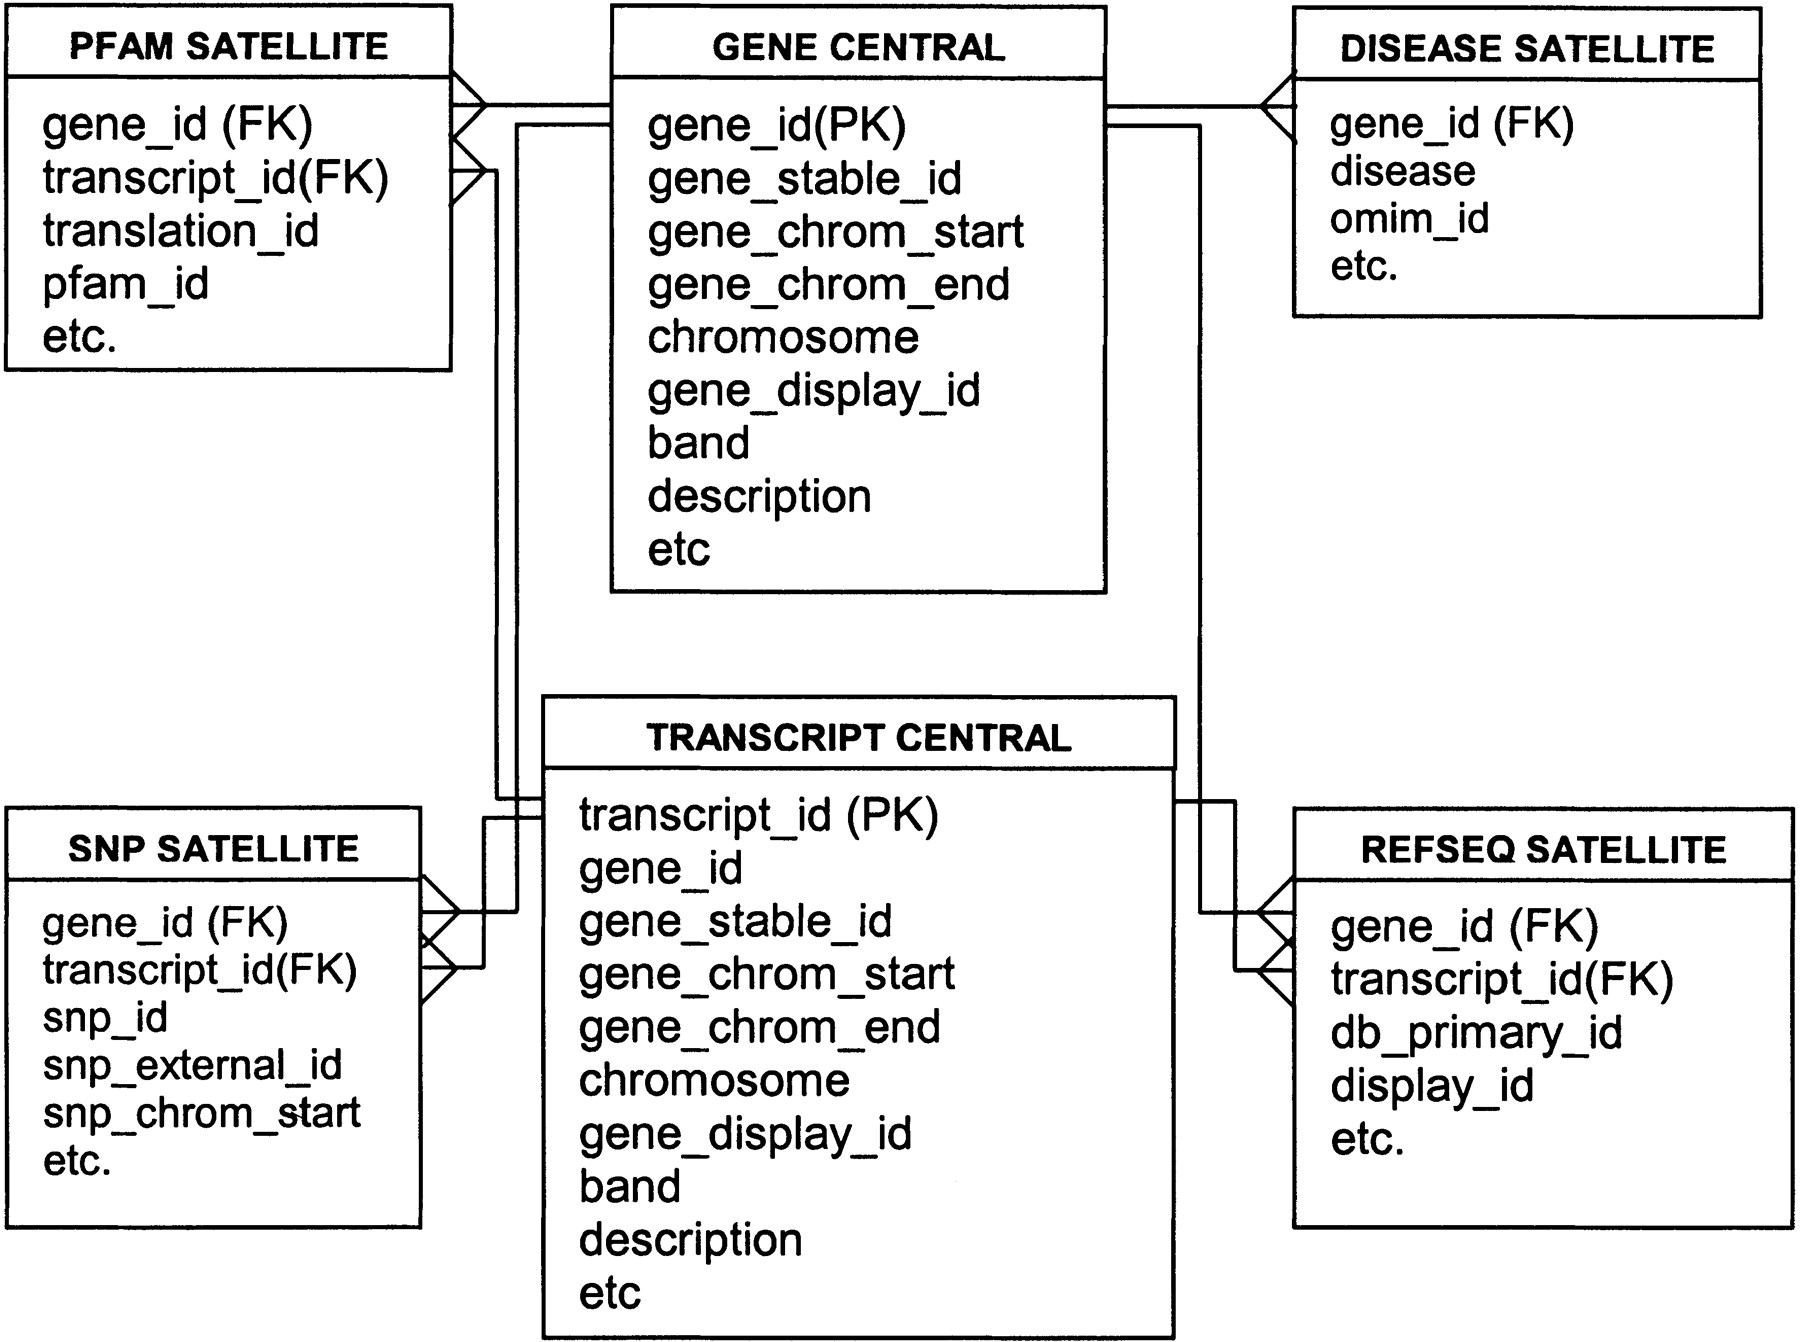 PFAM SATELLITE
gene_id (FK)
transcript_id(FK)
translation_id
pfam_id
etc.
GENE CENTRAL
gene_id(PK)
gene_stable_id
gene_chrom_start
gene_chrom_end
chromosome
gene_display_id
band
description
etc
DISEASE SATELLITE
gene_id (FK)
disease
omim_id
etc.
SNP SATELLITE
gene_id (FK)
transcript_id(FK)
snp_id
snp_external_id
snp_chrom_start
etc.
TRANSCRIPT CENTRAL
transcript_id (PK)
gene_id
gene_stable_id
gene_chrom_start
gene_chrom_end
chromosome
gene_display_id
band
description
etc
REFSEQ SATELLITE
gene_id (FK)
transcript_id(FK)
db_primary_id
display_id
etc.